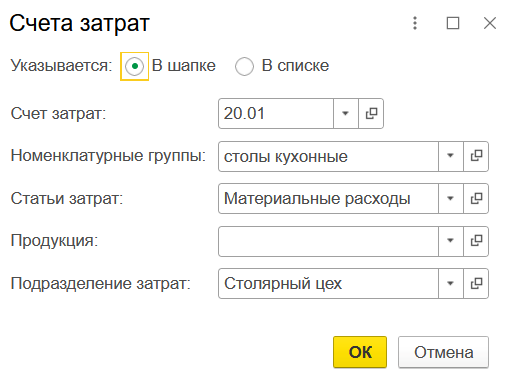 Счета затрат
Указывается: В шапке В списке
Счет затрат: 20.01
Номенклатурные группы: столы кухонные
Статьи затрат: Материальные расходы
Продукция:
Подразделение затрат: Столярный цех
ОК Отмена